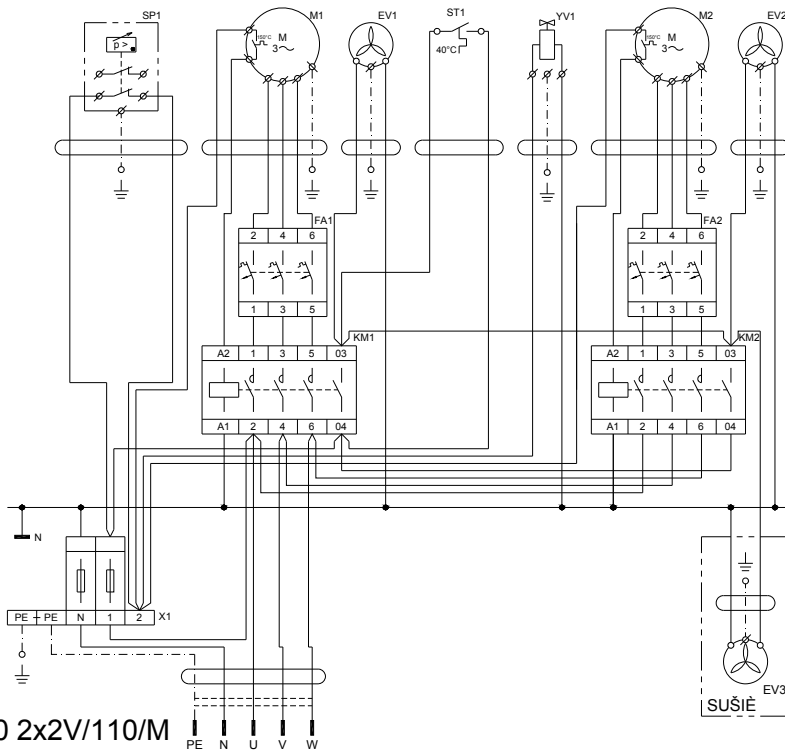 SP1 M1 EV1 ST1 YV1 M2 EV2
p >
150°C M 3~ 40°C 150°C M 3~
FA1 FA2
2 4 6 2 4 6
1 3 5 1 3 5
KM1 KM2
A2 1 3 5 03 A2 1 3 5 03
A1 2 4 6 04 A1 2 4 6 04
N
PE PE N 1 2 X1
EV3
SUŠIÈ
0 2x2V/110/M
PE N U V W